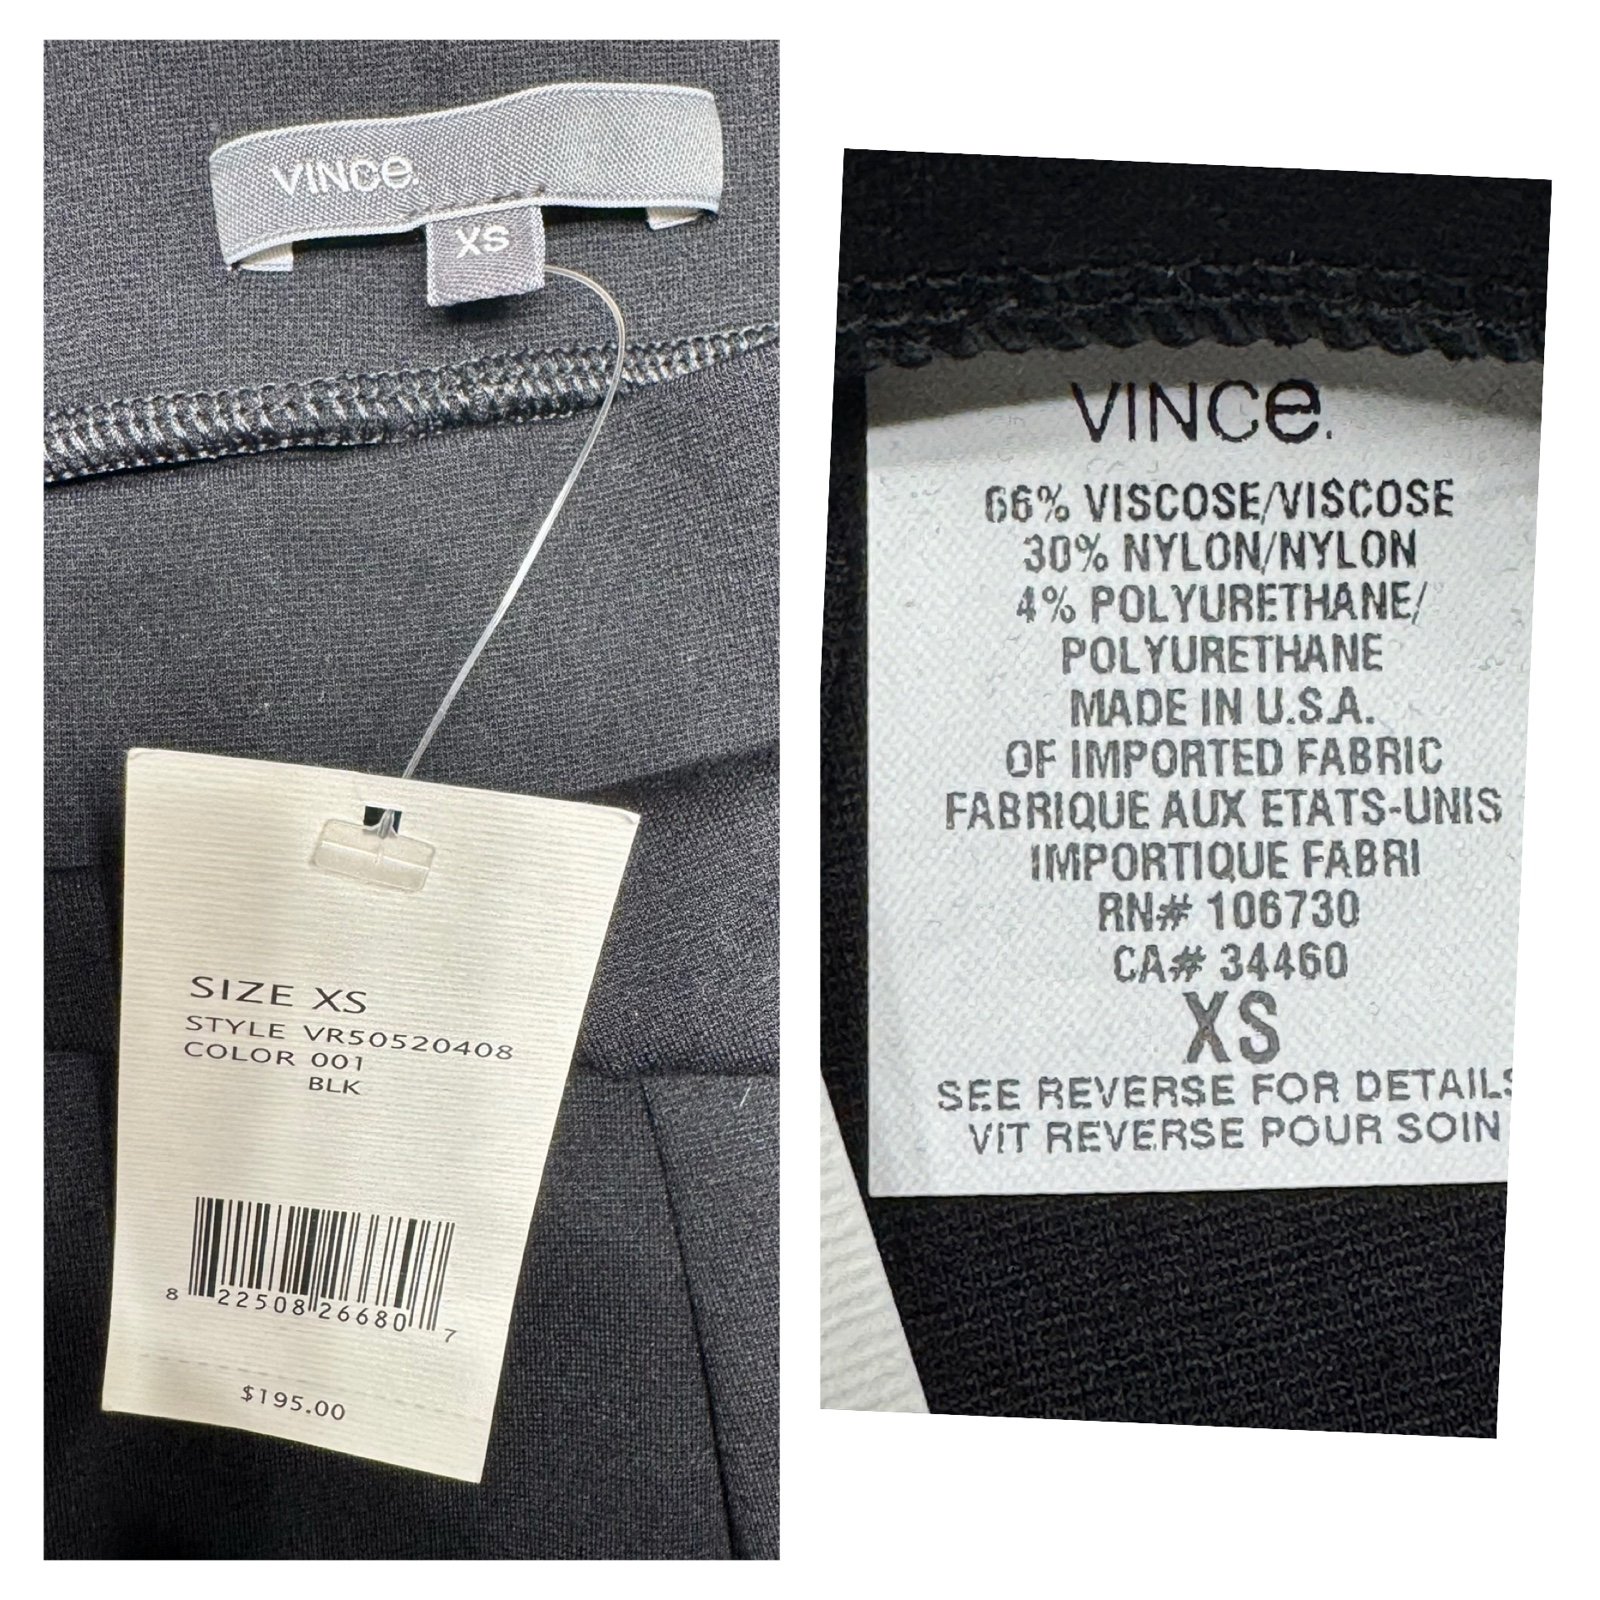 VINCe.
XS
SIZE XS
STYLE VR50520408
COLOR 001
BLK
8 22508 26680 7
$195.00
VINCe.
66% VISCOSE/VISCOSE
30% NYLON/NYLON
4% POLYURETHANE/
POLYURETHANE
MADE IN U.S.A.
OF IMPORTED FABRIC
FABRIQUE AUX ETATS-UNIS
IMPORTIQUE FABRI
RN# 106730
CA# 34460
XS
SEE REVERSE FOR DETAILS
VIT REVERSE POUR SOIN